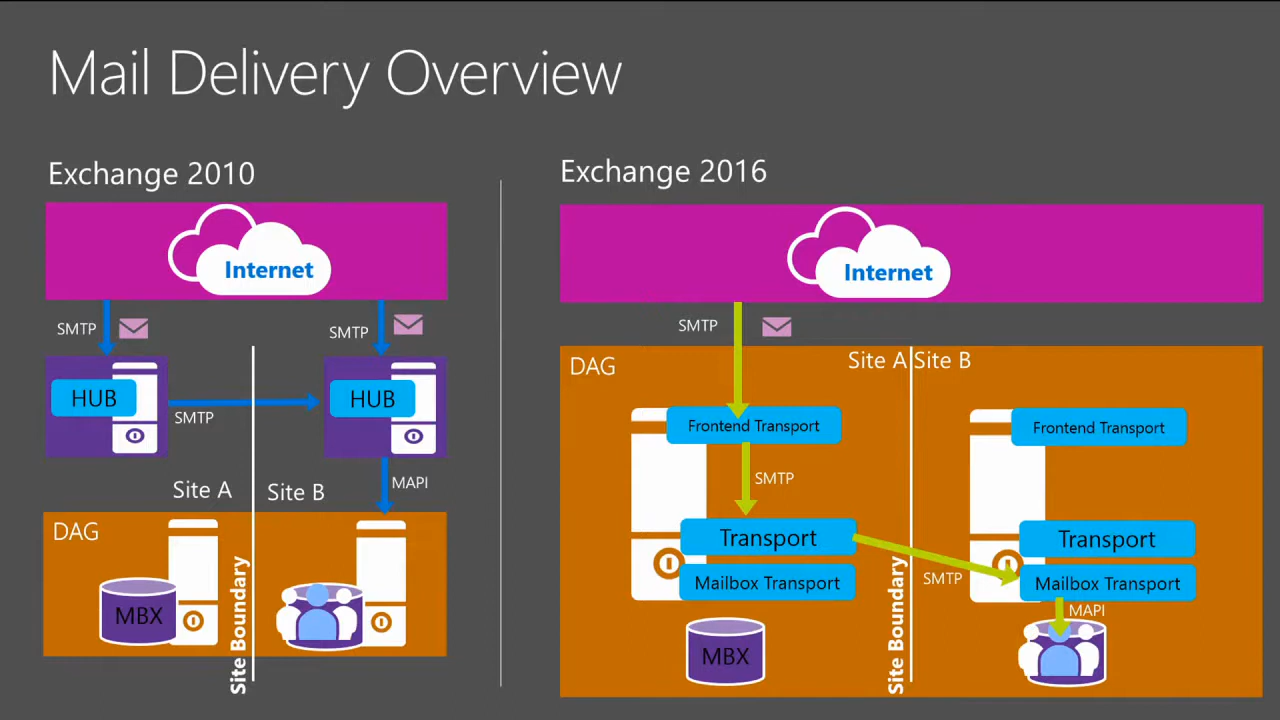 Mail Delivery Overview
Exchange 2010
Internet
SMTP
SMTP
HUB
SMTP
HUB
MAPI
Site A
Site B
DAG
MBX
Site Boundary
Exchange 2016
Internet
SMTP
DAG
Site A
Site B
Frontend Transport
Frontend Transport
SMTP
Transport
Transport
Mailbox Transport
SMTP
Mailbox Transport
MAPI
MBX
Site Boundary